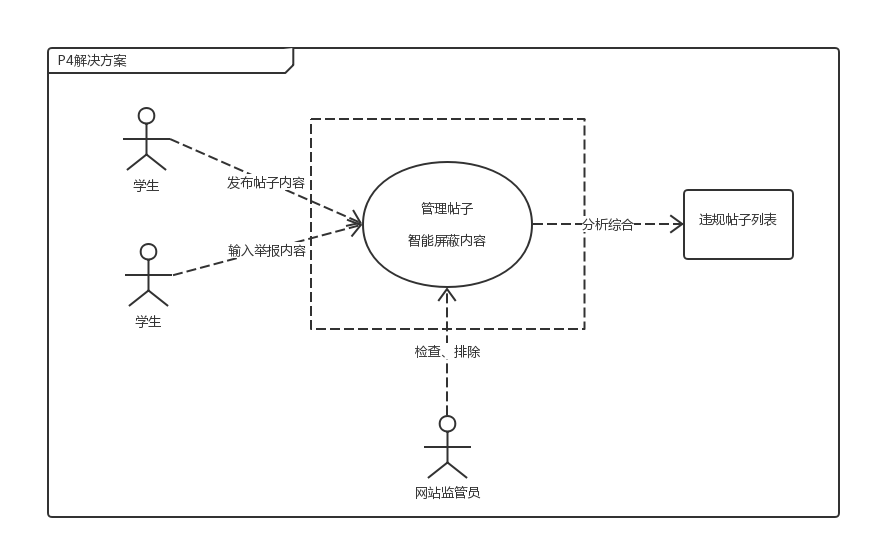 P4解决方案
学生
发布帖子内容
管理帖子
智能屏蔽内容
分析综合
违规帖子列表
输入举报内容
学生
检查、排除
网站监管员